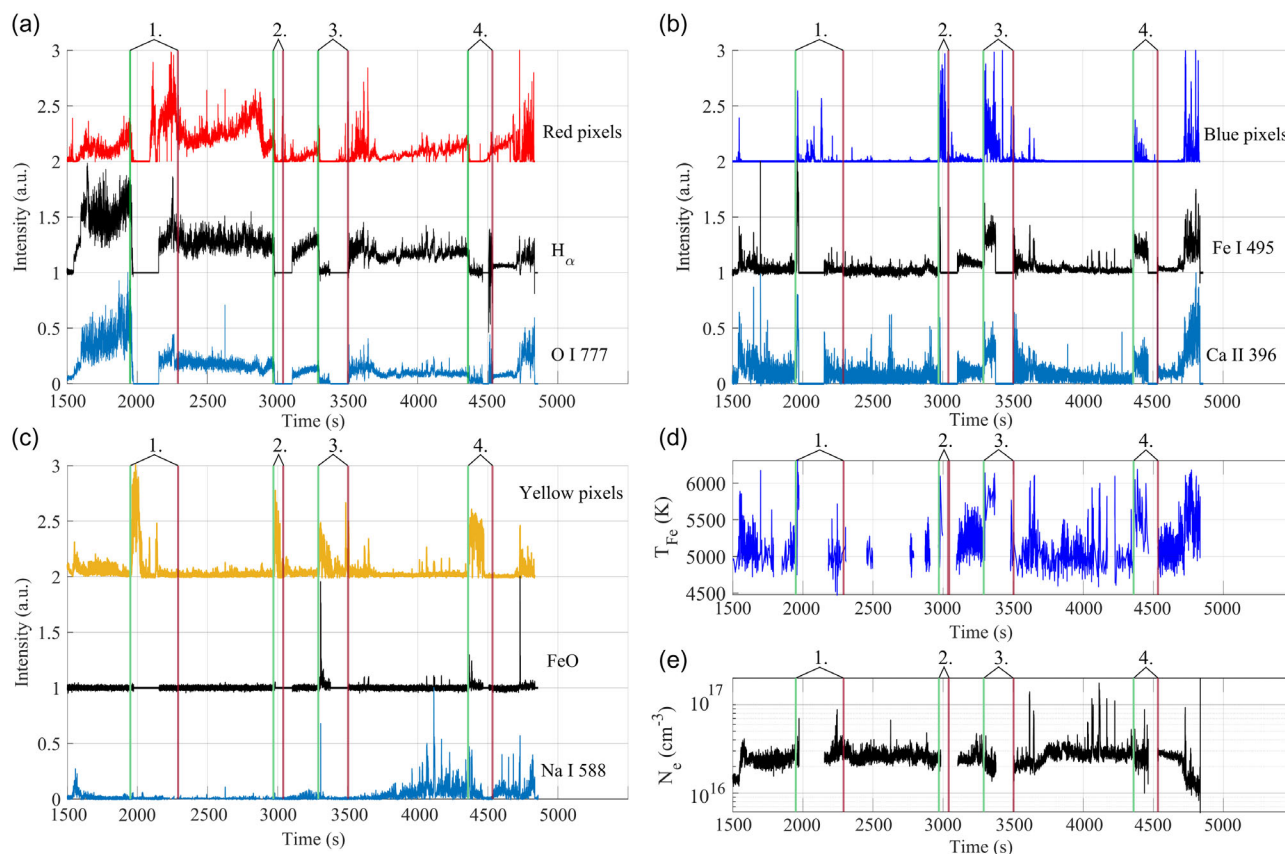 (a)
1. 2. 3. 4.
3
2.5
2
1.5
1
0.5
0
Intensity (a.u.)
Red pixels
Hα
O I 777
1500 2000 2500 3000 3500 4000 4500 5000
Time (s)
(b)
1. 2. 3. 4.
3
2.5
2
1.5
1
0.5
0
Intensity (a.u.)
Blue pixels
Fe I 495
Ca II 396
1500 2000 2500 3000 3500 4000 4500 5000
Time (s)
(c)
1. 2. 3. 4.
3
2.5
2
1.5
1
0.5
0
Intensity (a.u.)
Yellow pixels
FeO
Na I 588
1500 2000 2500 3000 3500 4000 4500 5000
Time (s)
(d)
1. 2. 3. 4.
6000
5500
5000
4500
T_Fe (K)
1500 2000 2500 3000 3500 4000 4500 5000
Time (s)
(e)
1. 2. 3. 4.
10^17
10^16
N_e (cm^-3)
1500 2000 2500 3000 3500 4000 4500 5000
Time (s)